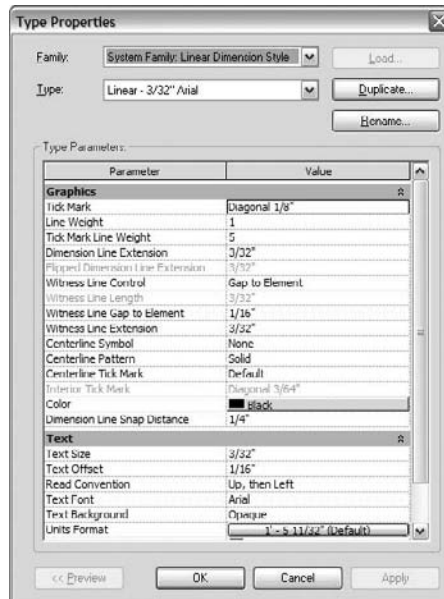 Type Properties
Family: System Family: Linear Dimension Style Load...
Type: Linear - 3/32" Arial Duplicate...
Rename...
Type Parameters:
Parameter Value
Graphics
Tick Mark Diagonal 1/8"
Line Weight 1
Tick Mark Line Weight 5
Dimension Line Extension 3/32"
Flipped Dimension Line Extension 3/32"
Witness Line Control Gap to Element
Witness Line Length 3/32"
Witness Line Gap to Element 1/16"
Witness Line Extension 3/32"
Centerline Symbol None
Centerline Pattern Solid
Centerline Tick Mark Default
Interior Tick Mark Diagonal 3/64"
Color Black
Dimension Line Snap Distance 1/4"
Text
Text Size 3/32"
Text Offset 1/16"
Read Convention Up, then Left
Text Font Arial
Text Background Opaque
Units Format 1' - 5 11/32" (Default)
<< Preview OK Cancel Apply